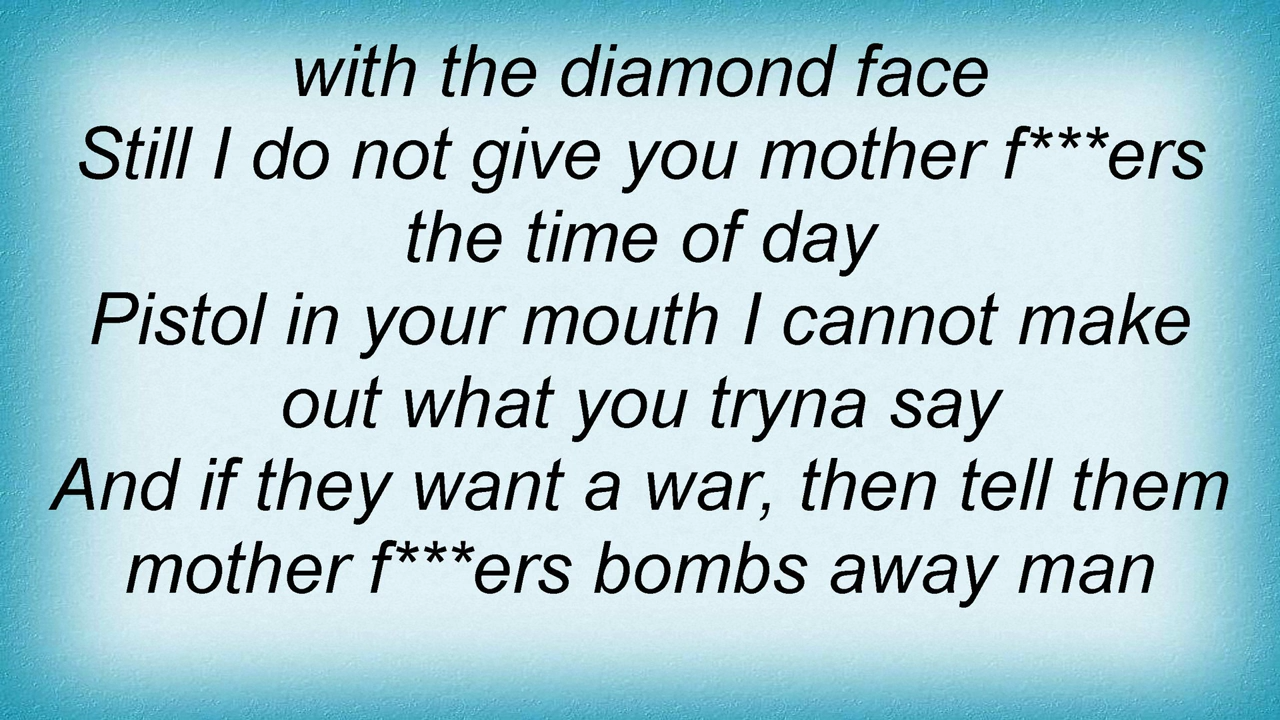 with the diamond face
Still I do not give you mother f***ers
the time of day
Pistol in your mouth I cannot make
out what you tryna say
And if they want a war, then tell them
mother f***ers bombs away man